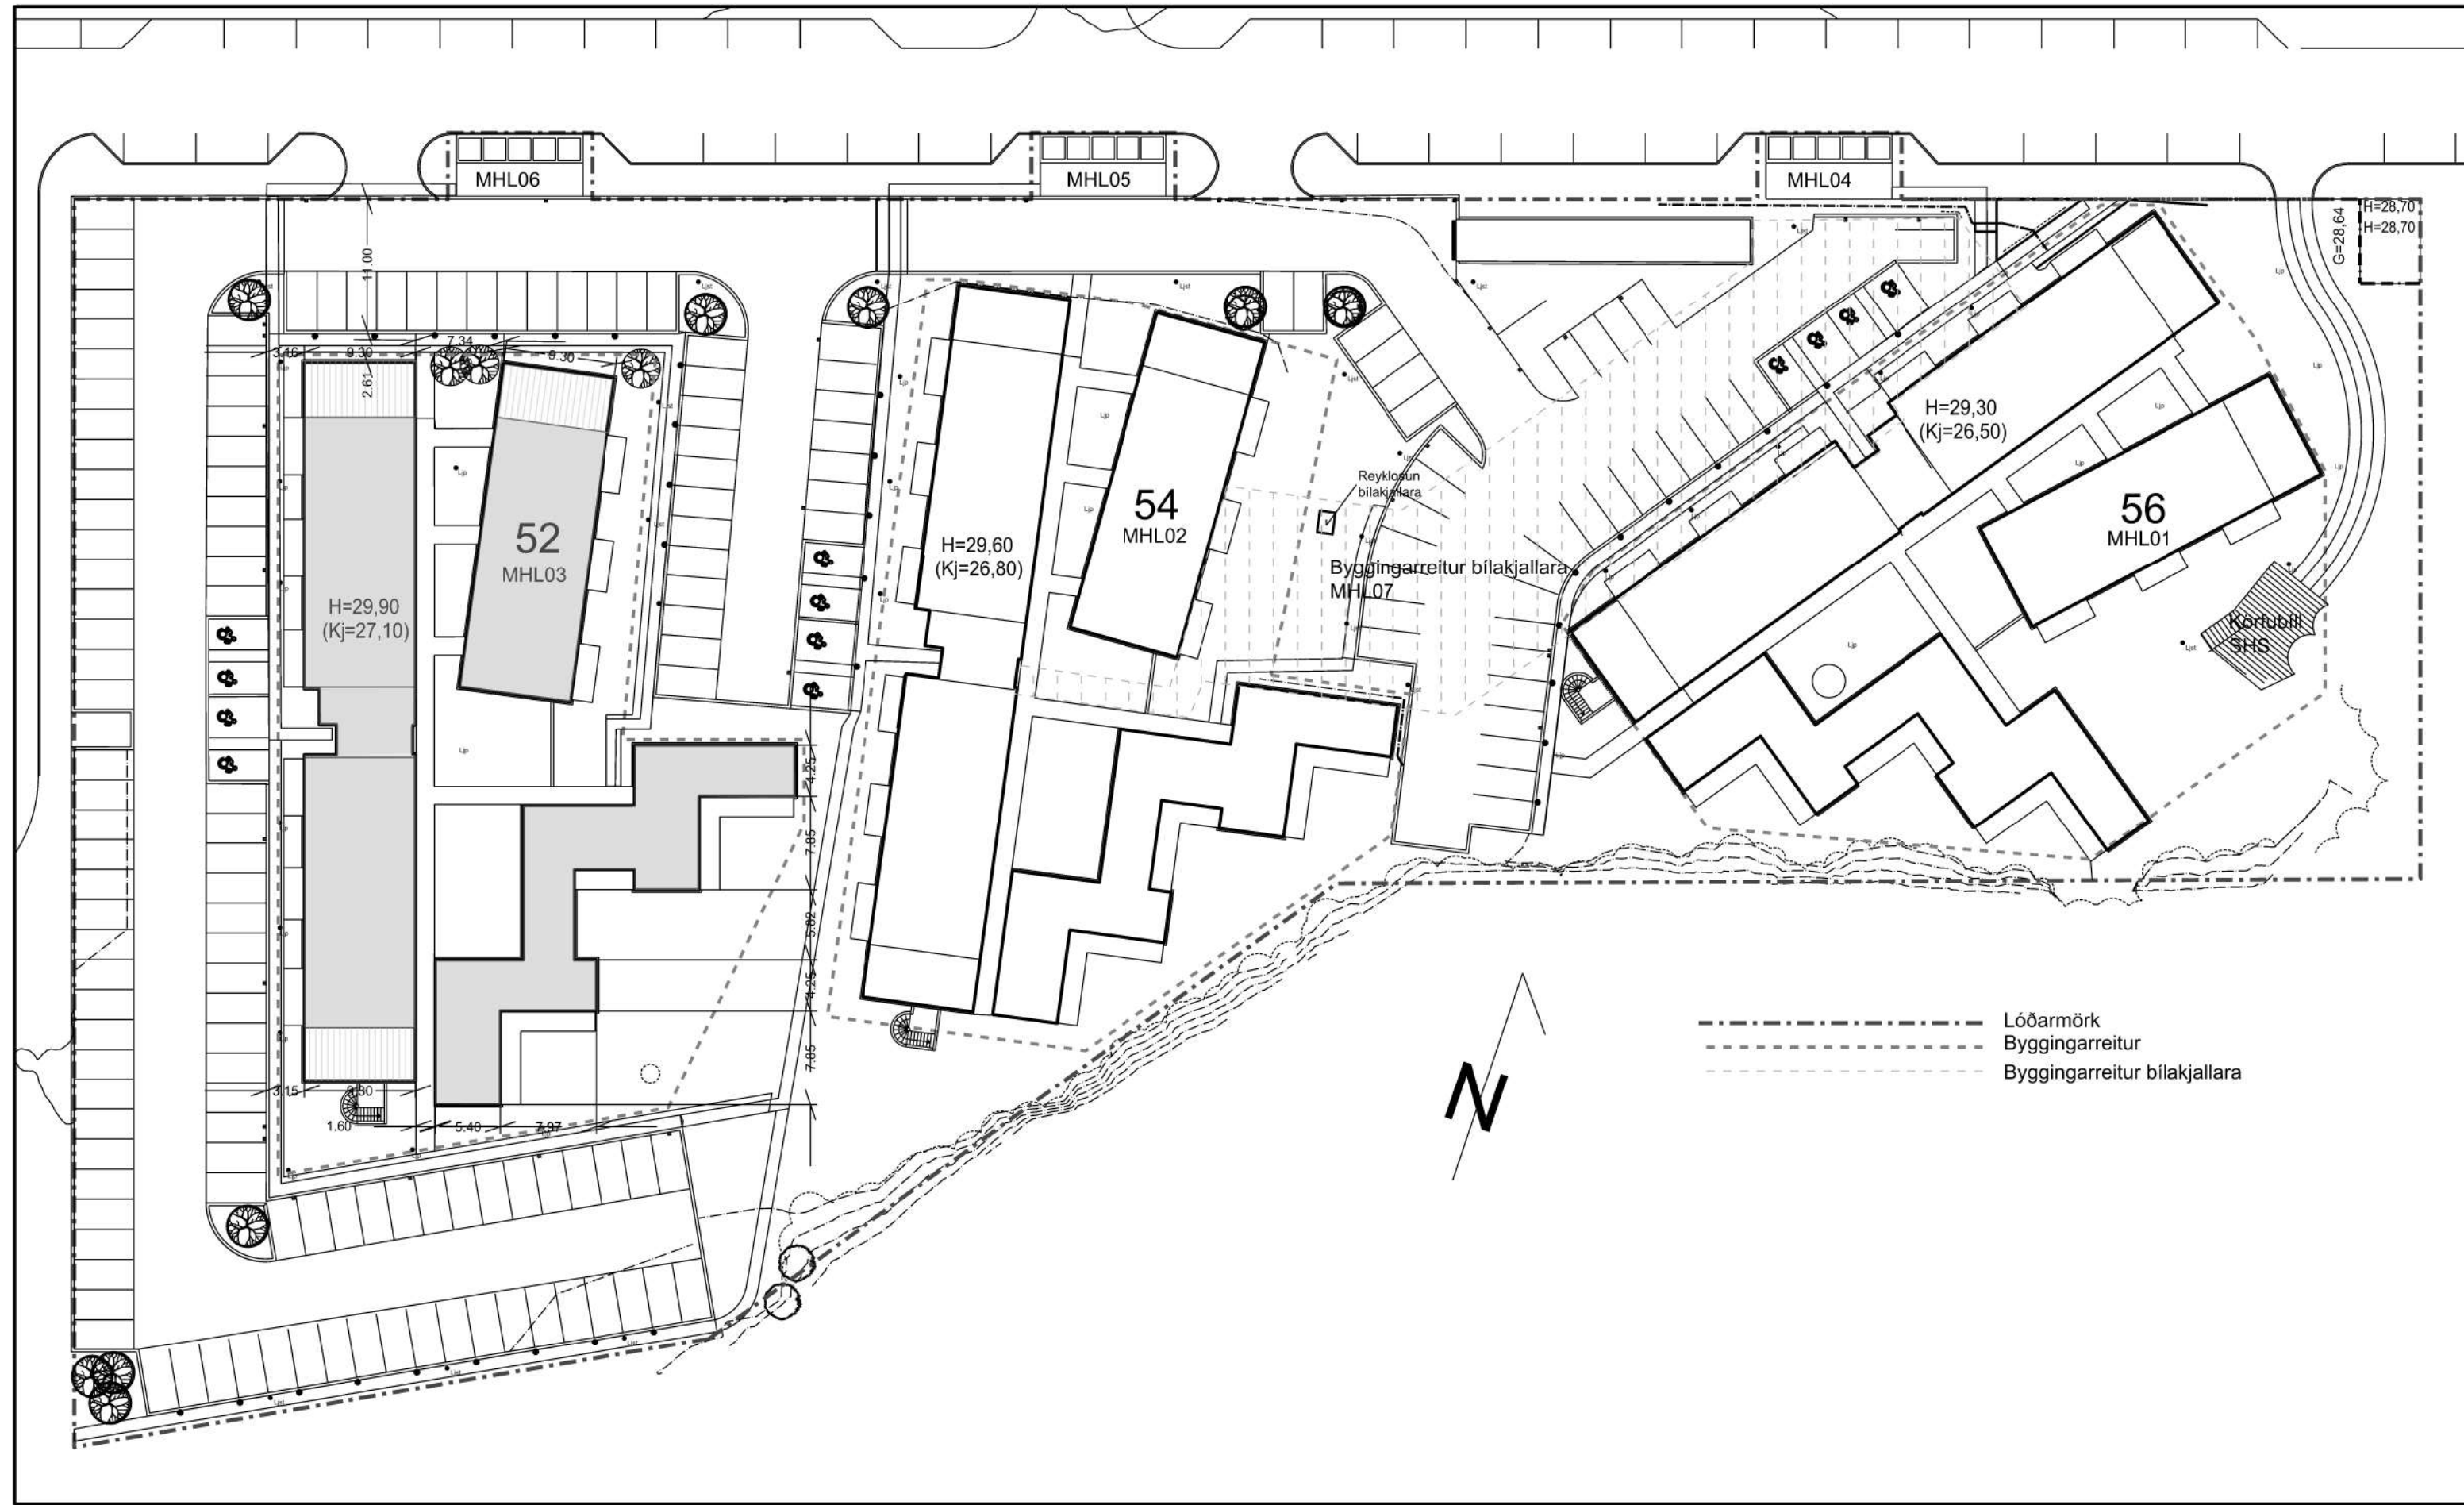 MHL06
MHL05
MHL04
H=28,70
H=28,70
G=28,64
11.00
3.16
9.30
7.34
9.30
2.61
52
MHL03
H=29,90
(Kj=27,10)
H=29,60
(Kj=26,80)
54
MHL02
Reyklosun
bilakjallara
Byggingarreitur bílakjallara
MHL07
H=29,30
(Kj=26,50)
56
MHL01
Körfubíll
SHS
4.25
7.85
5.82
4.25
7.85
3.15
9.30
1.60
5.40
7.97
N
Lóðarmörk
Byggingarreitur
Byggingarreitur bílakjallara